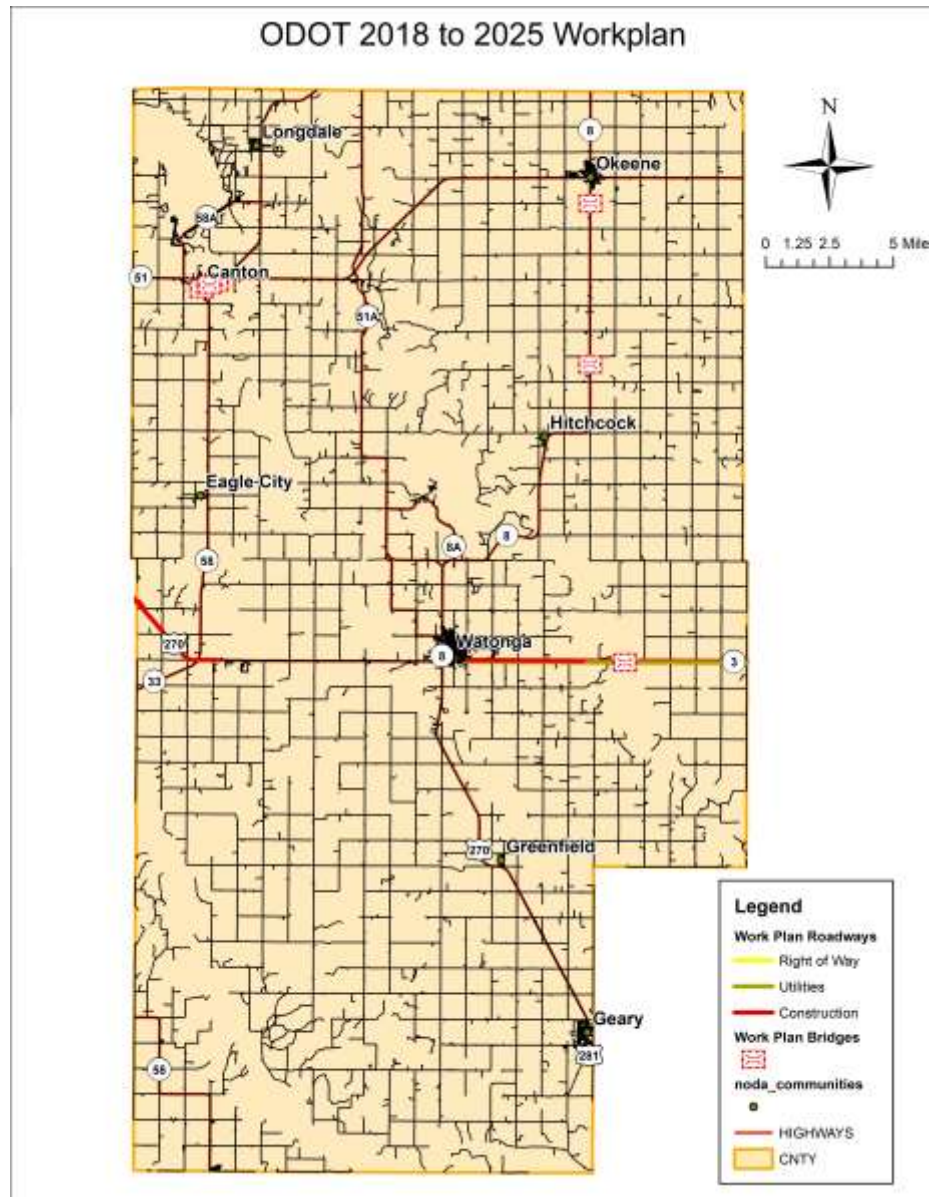 ODOT 2018 to 2025 Workplan
N
8
Longdale
Okeene
0 1.25 2.5 5 Mile
58A
51
Canton
51A
Hitchcock
Eagle City
8
8A
58
270
Watonga
8
3
33
270
Greenfield
Legend
Work Plan Roadways
Right of Way
Utilities
Construction
Work Plan Bridges
noda_communities
HIGHWAYS
CNTY
Geary
281
58